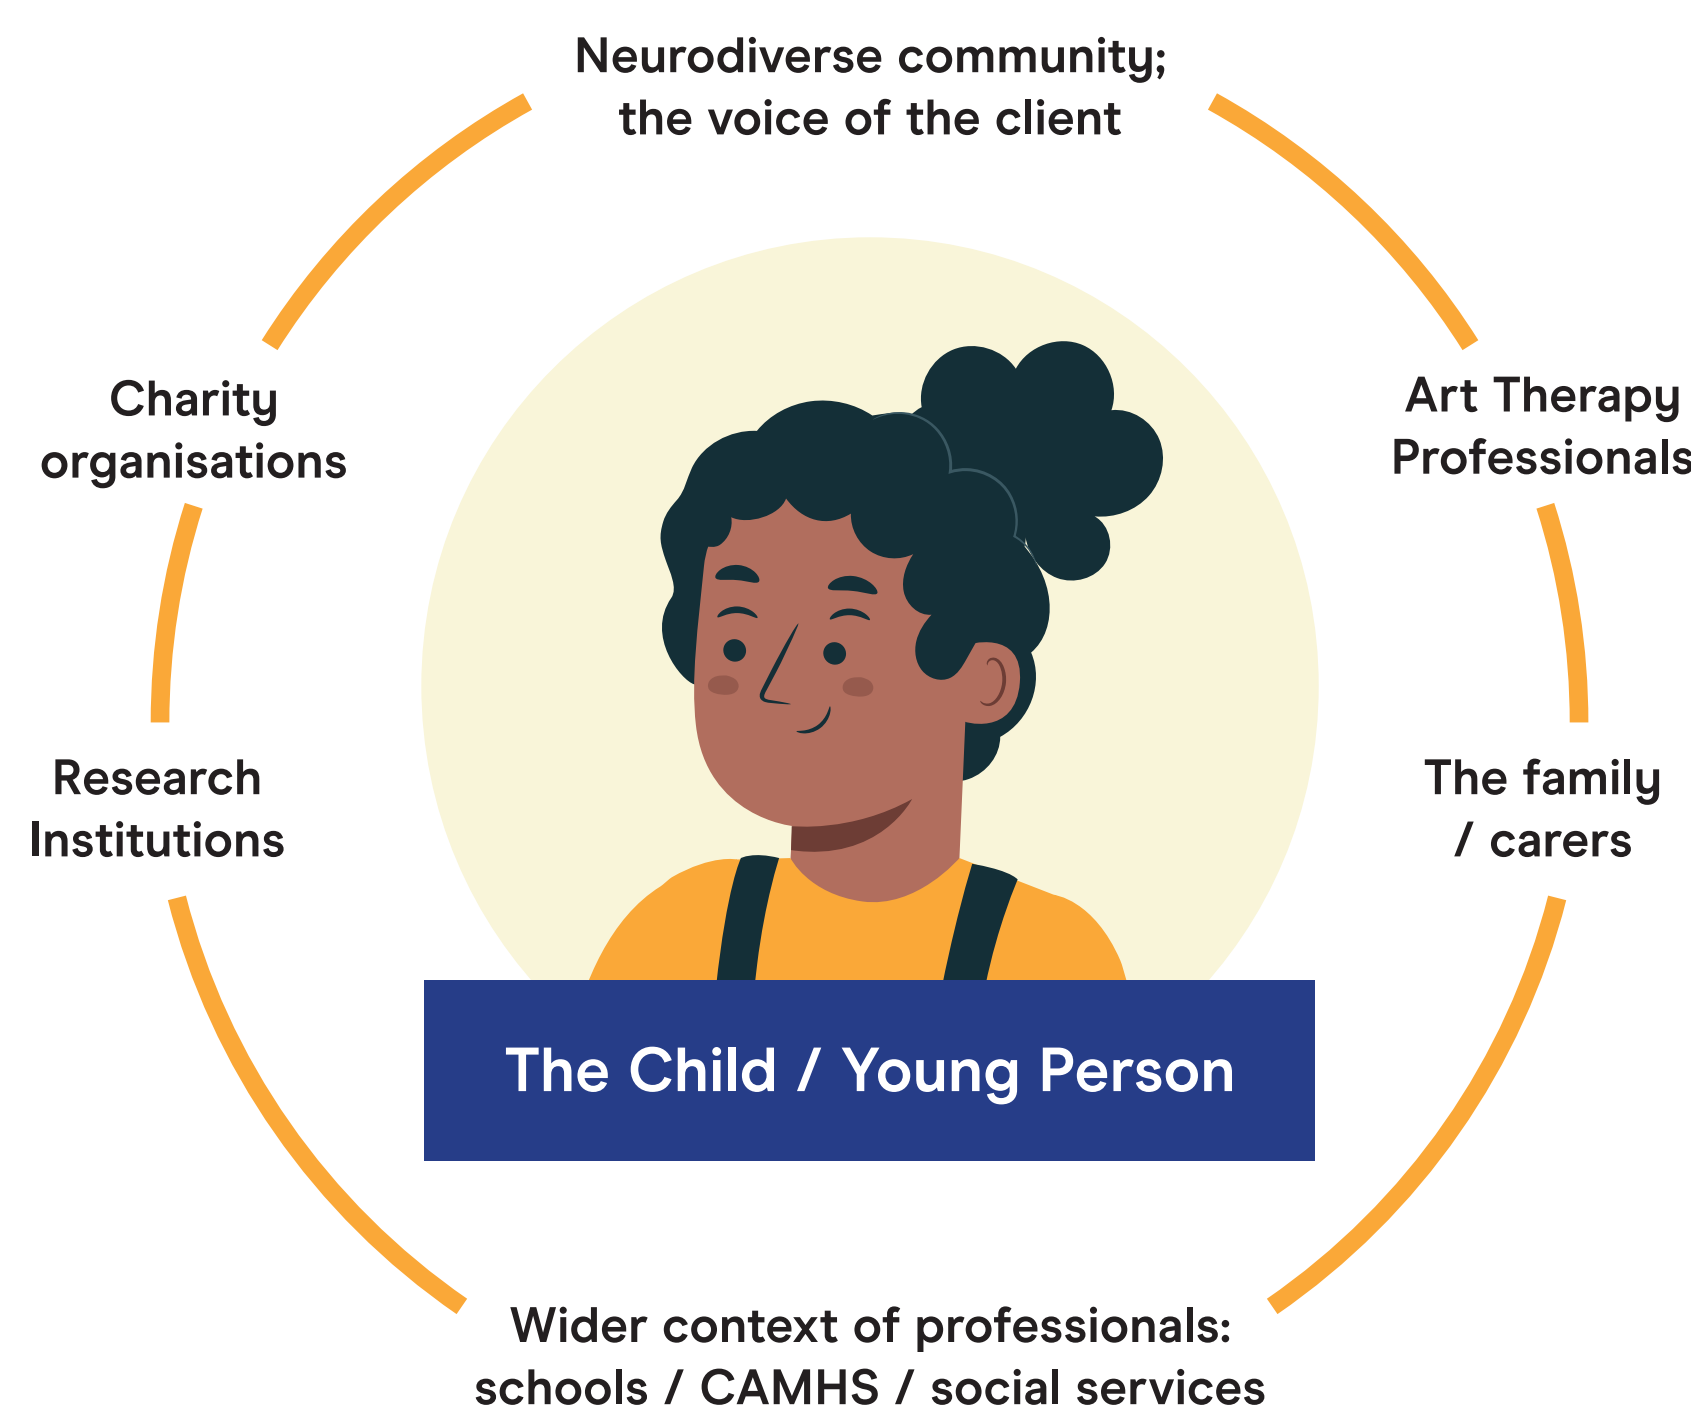 Neurodiverse community;
the voice of the client
Charity
organisations
Art Therapy
Professionals
Research
Institutions
The family
/ carers
The Child / Young Person
Wider context of professionals:
schools / CAMHS / social services